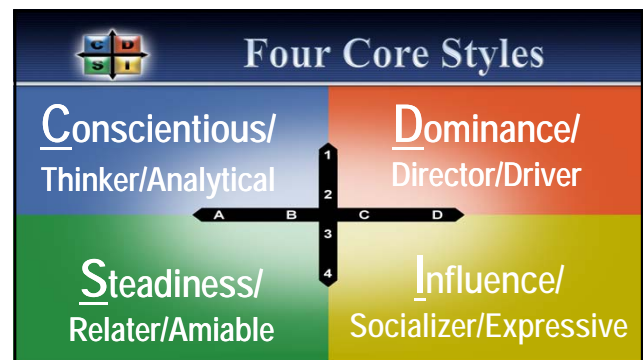 C D
S I
Four Core Styles
Conscientious/
Thinker/Analytical
Dominance/
Director/Driver
1
2
A B C D
3
4
Steadiness/
Relater/Amiable
Influence/
Socializer/Expressive